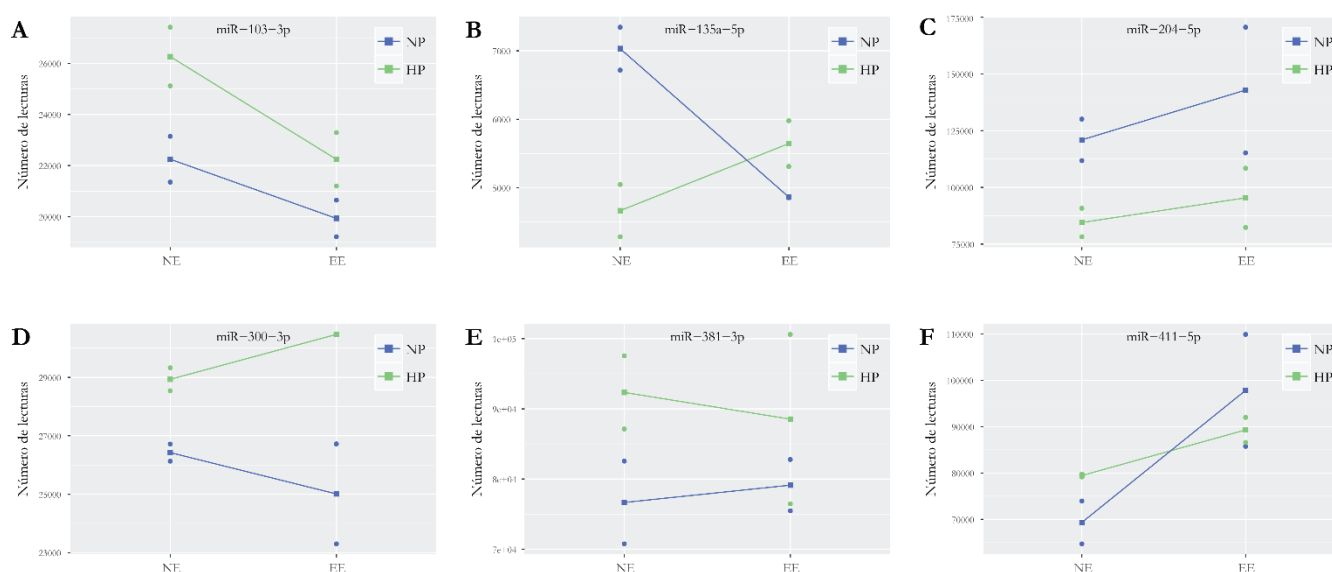 A
miR−103−3p
NP
HP
Número de lecturas
26000
24000
22000
20000
NE
EE
B
miR−135a−5p
NP
HP
Número de lecturas
7000
6000
5000
NE
EE
C
miR−204−5p
NP
HP
Número de lecturas
175000
150000
125000
100000
75000
NE
EE
D
miR−300−3p
NP
HP
Número de lecturas
29000
27000
25000
23000
NE
EE
E
miR−381−3p
NP
HP
Número de lecturas
1e+05
9e+04
8e+04
7e+04
NE
EE
F
miR−411−5p
NP
HP
Número de lecturas
110000
100000
90000
80000
70000
NE
EE